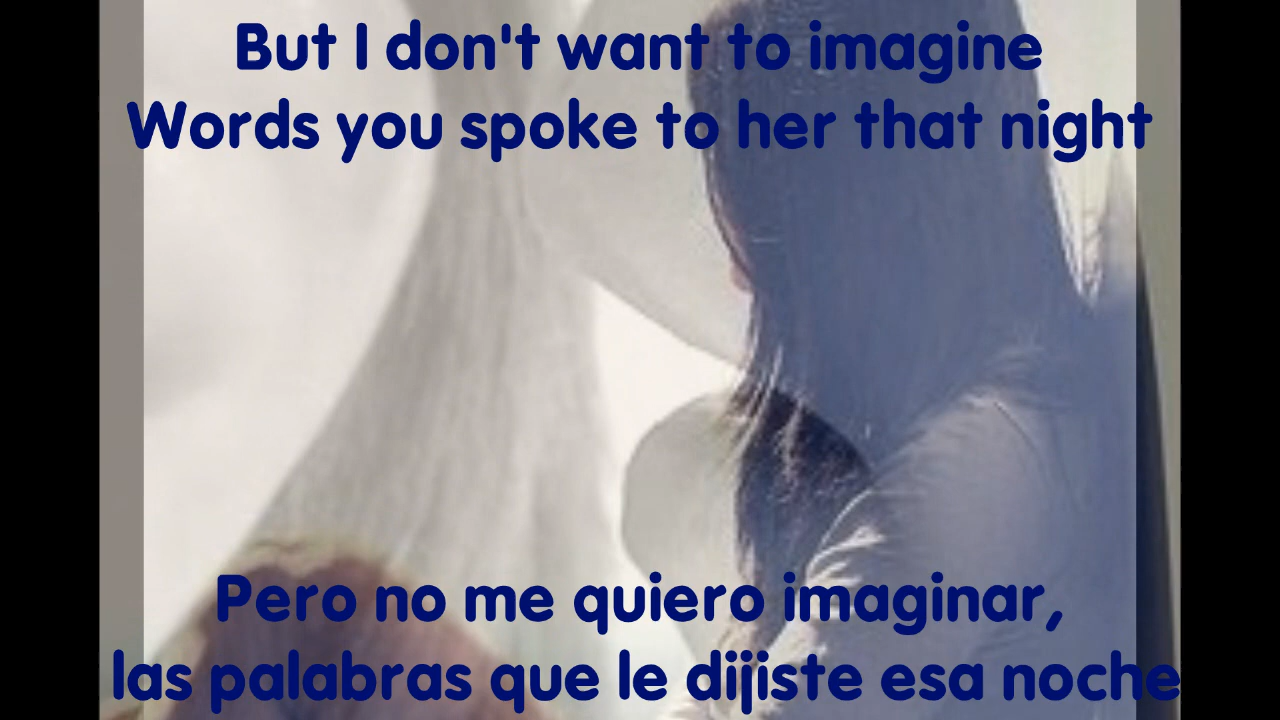 But I don't want to imagine
Words you spoke to her that night
Pero no me quiero imaginar,
las palabras que le dijiste esa noche